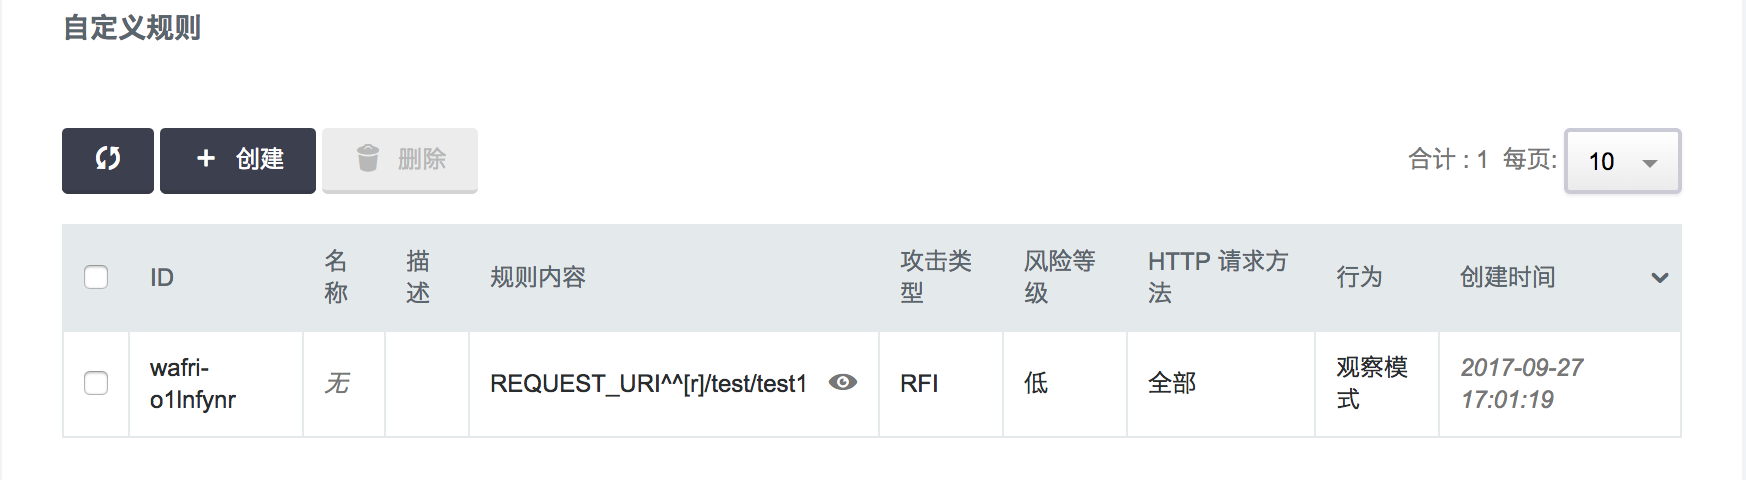 自定义规则
+ 创建 删除 合计 : 1 每页: 10
ID 名称 描述 规则内容 攻击类型 风险等级 HTTP 请求方法 行为 创建时间
wafri-o1lnfynr 无 REQUEST_URI^^[r]/test/test1 RFI 低 全部 观察模式 2017-09-27 17:01:19